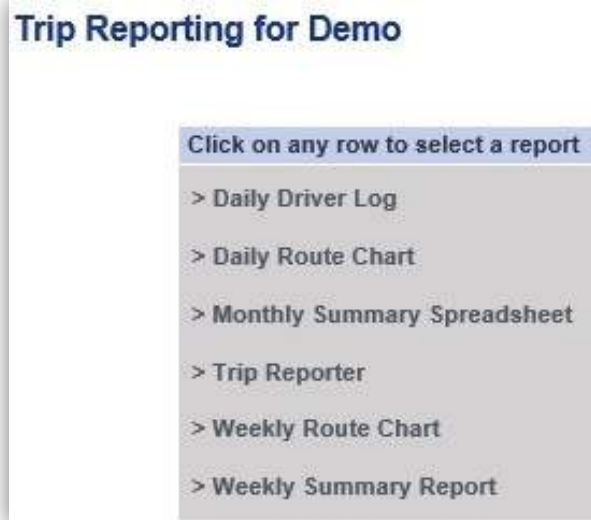 Trip Reporting for Demo
Click on any row to select a report
> Daily Driver Log
> Daily Route Chart
> Monthly Summary Spreadsheet
> Trip Reporter
> Weekly Route Chart
> Weekly Summary Report